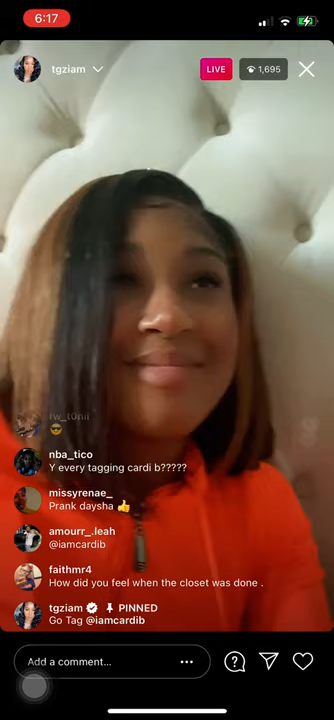 6:17
tgziam
LIVE
1,695
rw_t0nii
😎
nba_tico
Y every tagging cardi b?????
missyrenae_
Prank daysha 👍
amourr_.leah
@iamcardib
faithmr4
How did you feel when the closet was done .
tgziam PINNED
Go Tag @iamcardib
Add a comment...